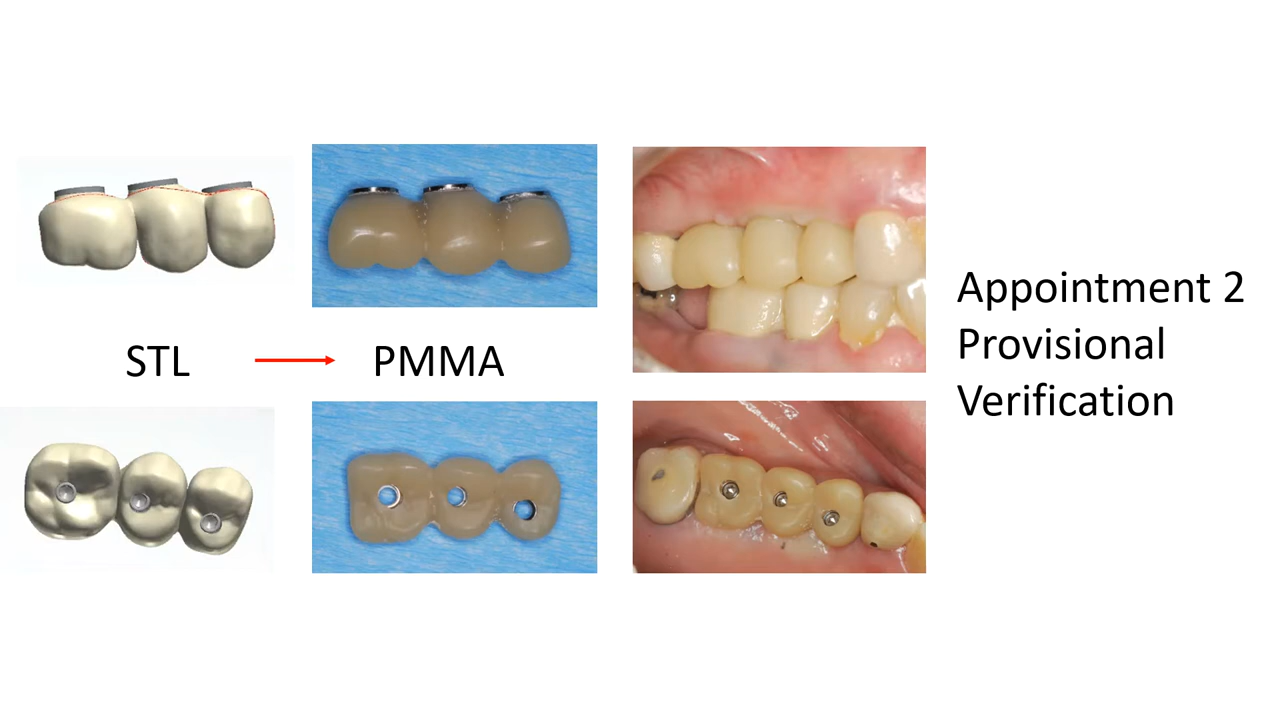 STL
PMMA
Appointment 2
Provisional
Verification